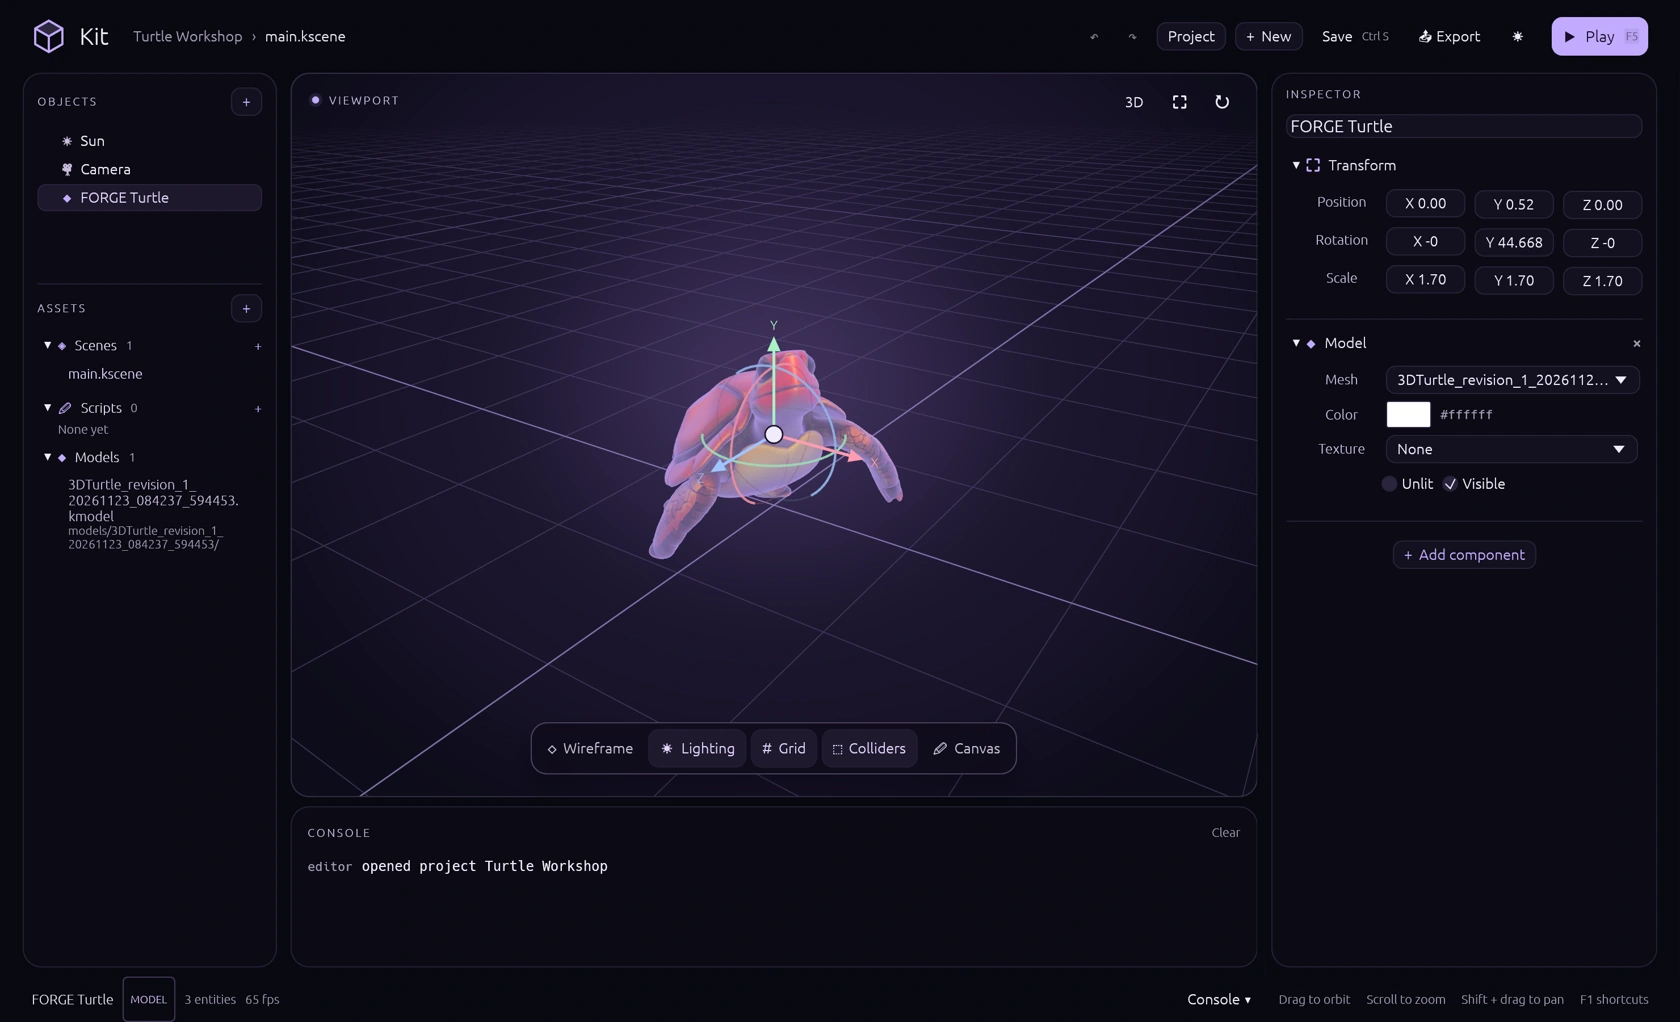 Kit
Turtle Workshop › main.kscene
Project
+ New
Save Ctrl S
Export
Play F5
OBJECTS
+
Sun
Camera
FORGE Turtle
ASSETS
+
Scenes 1 +
main.kscene
Scripts 0 +
None yet
Models 1
3DTurtle_revision_1_
20261123_084237_594453.
kmodel
models/3DTurtle_revision_1_
20261123_084237_594453/
VIEWPORT
3D
Y
X
Z
Wireframe
Lighting
# Grid
Colliders
Canvas
CONSOLE
Clear
editor opened project Turtle Workshop
INSPECTOR
FORGE Turtle
Transform
Position X 0.00 Y 0.52 Z 0.00
Rotation X -0 Y 44.668 Z -0
Scale X 1.70 Y 1.70 Z 1.70
Model ×
Mesh 3DTurtle_revision_1_2026112...
Color #ffffff
Texture None
Unlit Visible
+ Add component
FORGE Turtle MODEL 3 entities 65 fps
Console ▾ Drag to orbit Scroll to zoom Shift + drag to pan F1 shortcuts